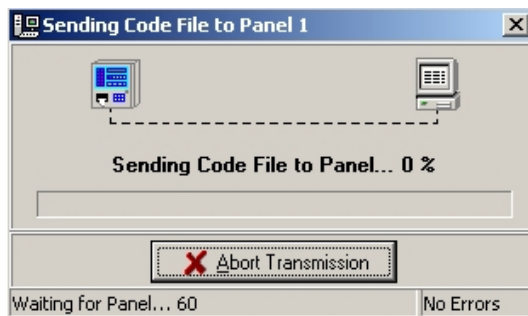 Sending Code File to Panel 1
Sending Code File to Panel... 0 %
Abort Transmission
Waiting for Panel... 60
No Errors